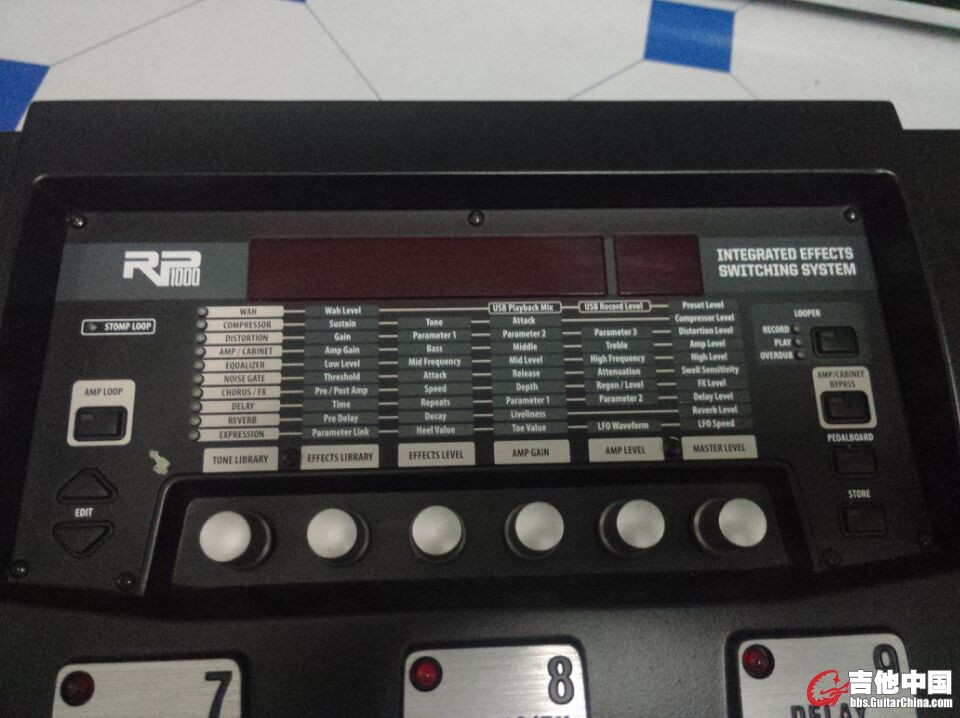 RP1000
INTEGRATED EFFECTS
SWITCHING SYSTEM
STOMP LOOP
USB Playback Mix USB Record Level Preset Level
WAH Wah Level Compressor Level
COMPRESSOR Sustain Tone Attack Distortion Level
DISTORTION Gain Parameter 1 Parameter 2 Parameter 3 Amp Level
AMP / CABINET Amp Gain Bass Middle Treble High Level
EQUALIZER Low Level Mid Frequency Mid Level High Frequency Swell Sensitivity
NOISE GATE Threshold Attack Release Attenuation FX Level
CHORUS / FX Pre / Post Amp Speed Depth Regen / Level Delay Level
DELAY Time Repeats Parameter 1 Parameter 2 Reverb Level
REVERB Pre Delay Decay Liveliness
EXPRESSION Parameter Link Heel Value Toe Value LFO Waveform LFO Speed
TONE LIBRARY EFFECTS LIBRARY EFFECTS LEVEL AMP GAIN AMP LEVEL MASTER LEVEL
LOOPER
RECORD
PLAY
OVERDUB
AMP/CABINET
BYPASS
PEDALBOARD
STORE
AMP LOOP
EDIT
7
8
9
DELAY
吉他中国
bbs.GuitarChina.com